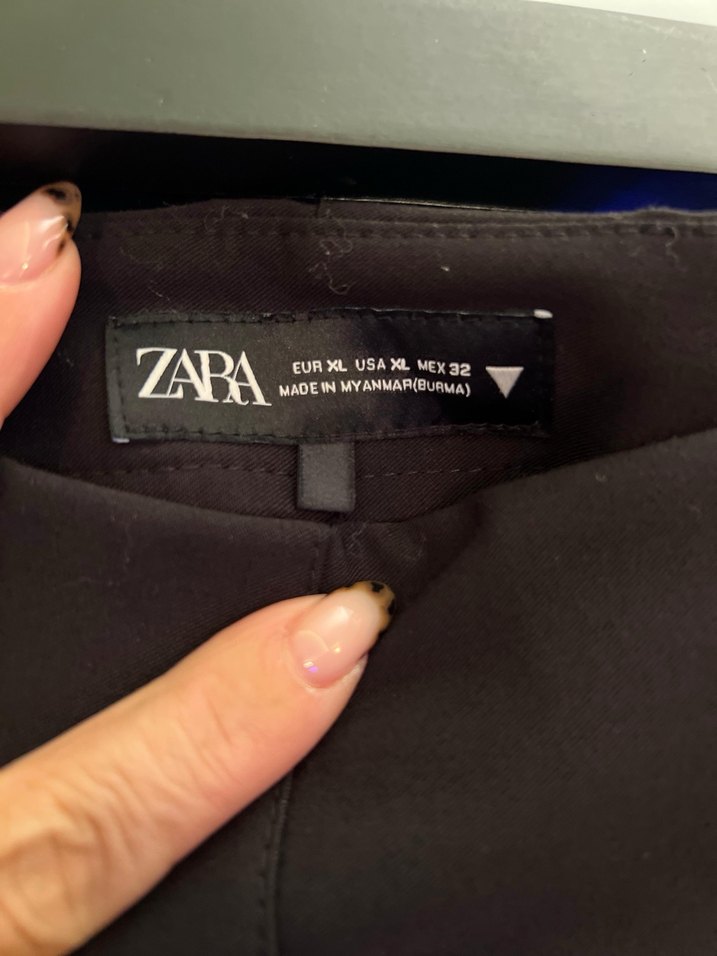 ZARA
EUR XL USA XL MEX 32
MADE IN MYANMAR(BURMA)